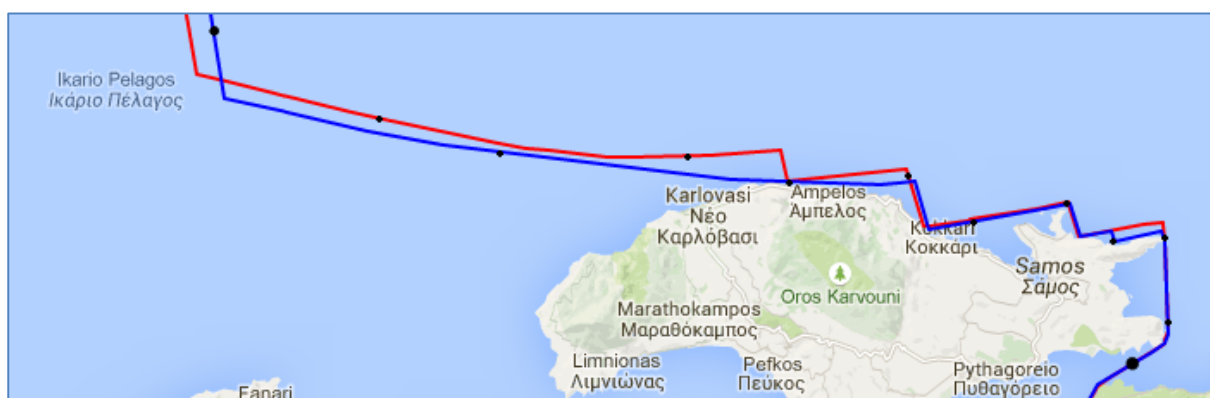 Ikario Pelagos
Ικάριο Πέλαγος
Karlovasi
Νέο
Καρλόβασι
Ampelos
Άμπελος
Kokkari
Κοκκάρι
Samos
Σάμος
Oros Karvouni
Marathokampos
Μαραθόκαμπος
Limnionas
Λιμνιώνας
Pefkos
Πεύκος
Pythagoreio
Πυθαγόρειο
Fanari